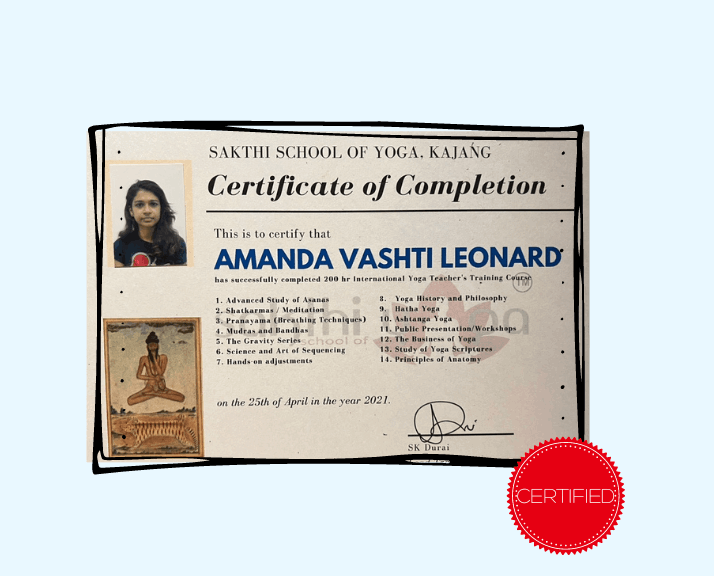 SAKTHI SCHOOL OF YOGA, KAJANG
Certificate of Completion
This is to certify that
AMANDA VASHTI LEONARD
has successfully completed 200 hr International Yoga Teacher's Training Course
TM
1. Advanced Study of Asanas
2. Shatkarmas / Meditation
3. Pranayama (Breathing Techniques)
4. Mudras and Bandhas
5. The Gravity Series
6. Science and Art of Sequencing
7. Hands-on adjustments
8. Yoga History and Philosophy
9. Hatha Yoga
10. Ashtanga Yoga
11. Public Presentation/Workshops
12. The Business of Yoga
13. Study of Yoga Scriptures
14. Principles of Anatomy
school of
on the 25th of April in the year 2021.
SK Durai
CERTIFIED